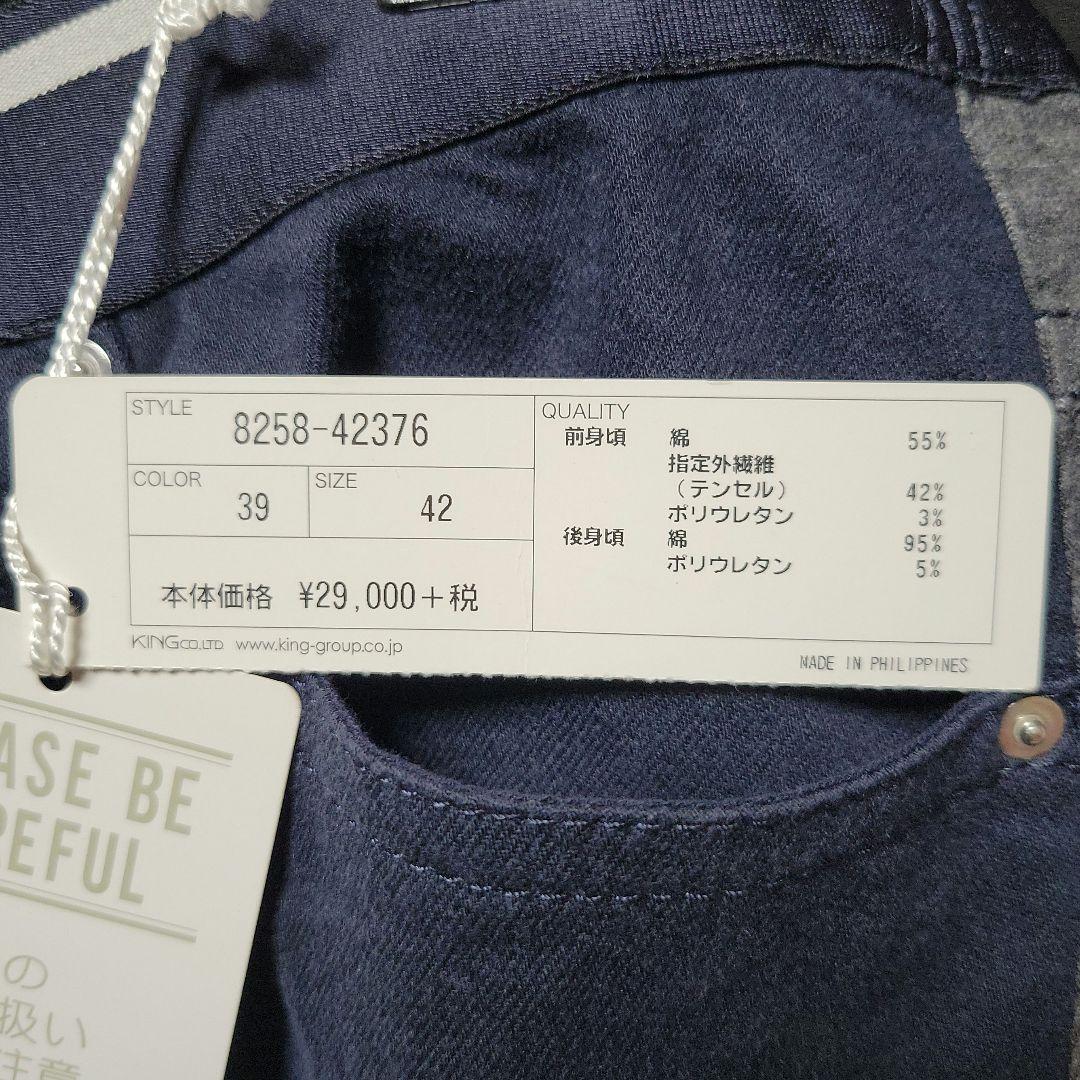 STYLE
8258-42376
COLOR
39
SIZE
42
本体価格 ¥29,000+税
KING CO.,LTD www.king-group.co.jp
QUALITY
前身頃 綿 55%
指定外繊維
(テンセル) 42%
ポリウレタン 3%
後身頃 綿 95%
ポリウレタン 5%
MADE IN PHILIPPINES
ASE BE
REFUL
の
扱い
注意